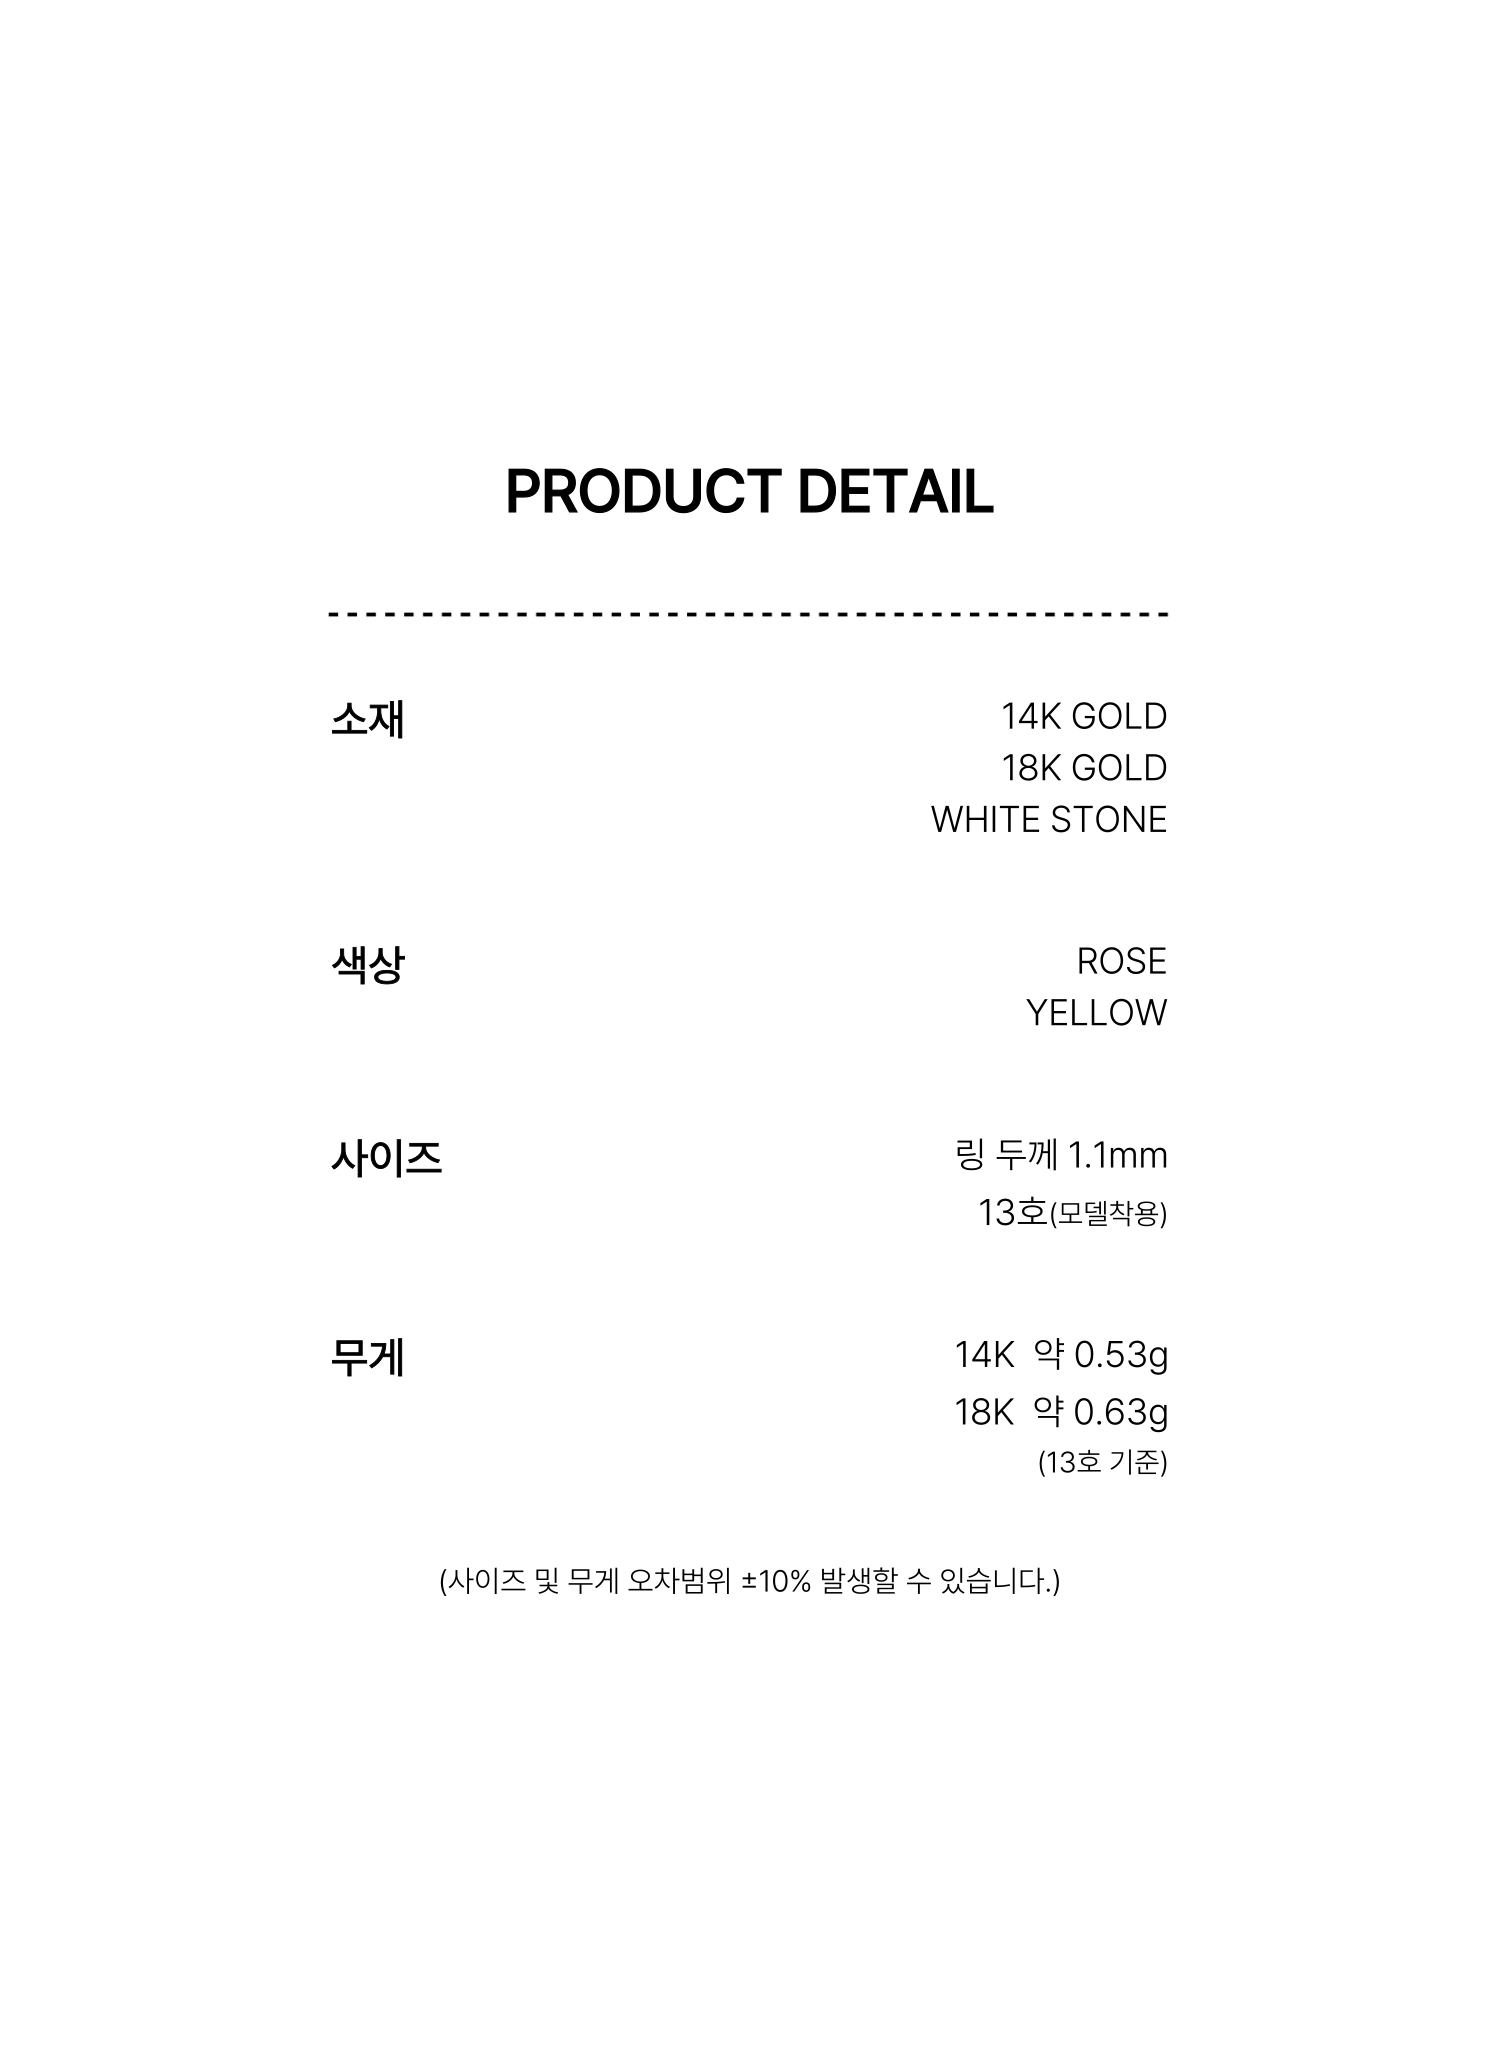 PRODUCT DETAIL
소재 14K GOLD
18K GOLD
WHITE STONE
색상 ROSE
YELLOW
사이즈 링 두께 1.1mm
13호(모델착용)
무게 14K 약 0.53g
18K 약 0.63g
(13호 기준)
(사이즈 및 무게 오차범위 ±10% 발생할 수 있습니다.)